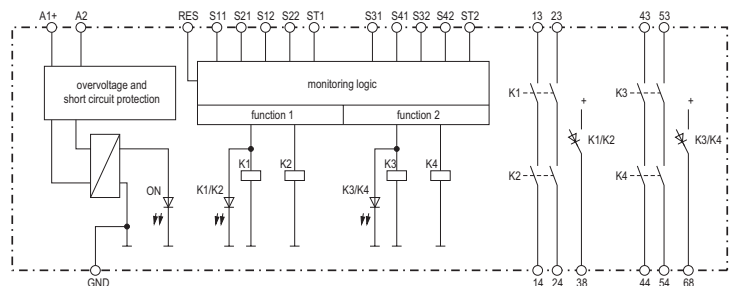 A1+ A2 RES S11 S21 S12 S22 ST1 S31 S41 S32 S42 ST2 13 23 43 53
overvoltage and
short circuit protection
monitoring logic
function 1 function 2
K1 K3
+ +
K1/K2 K3/K4
K1 K2 K3 K4
ON K1/K2 K3/K4
K2 K4
GND 14 24 38 44 54 68